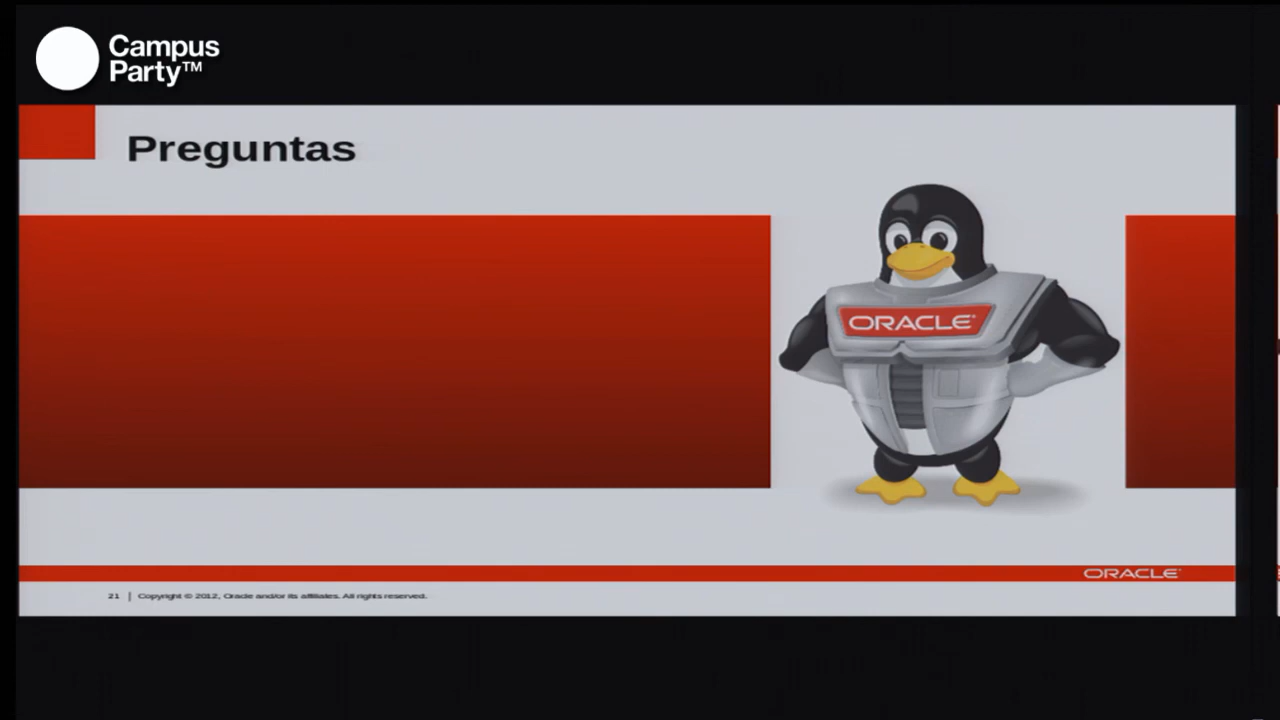 Campus
Party™
Preguntas
ORACLE®
ORACLE®
21 | Copyright © 2012, Oracle and/or its affiliates. All rights reserved.